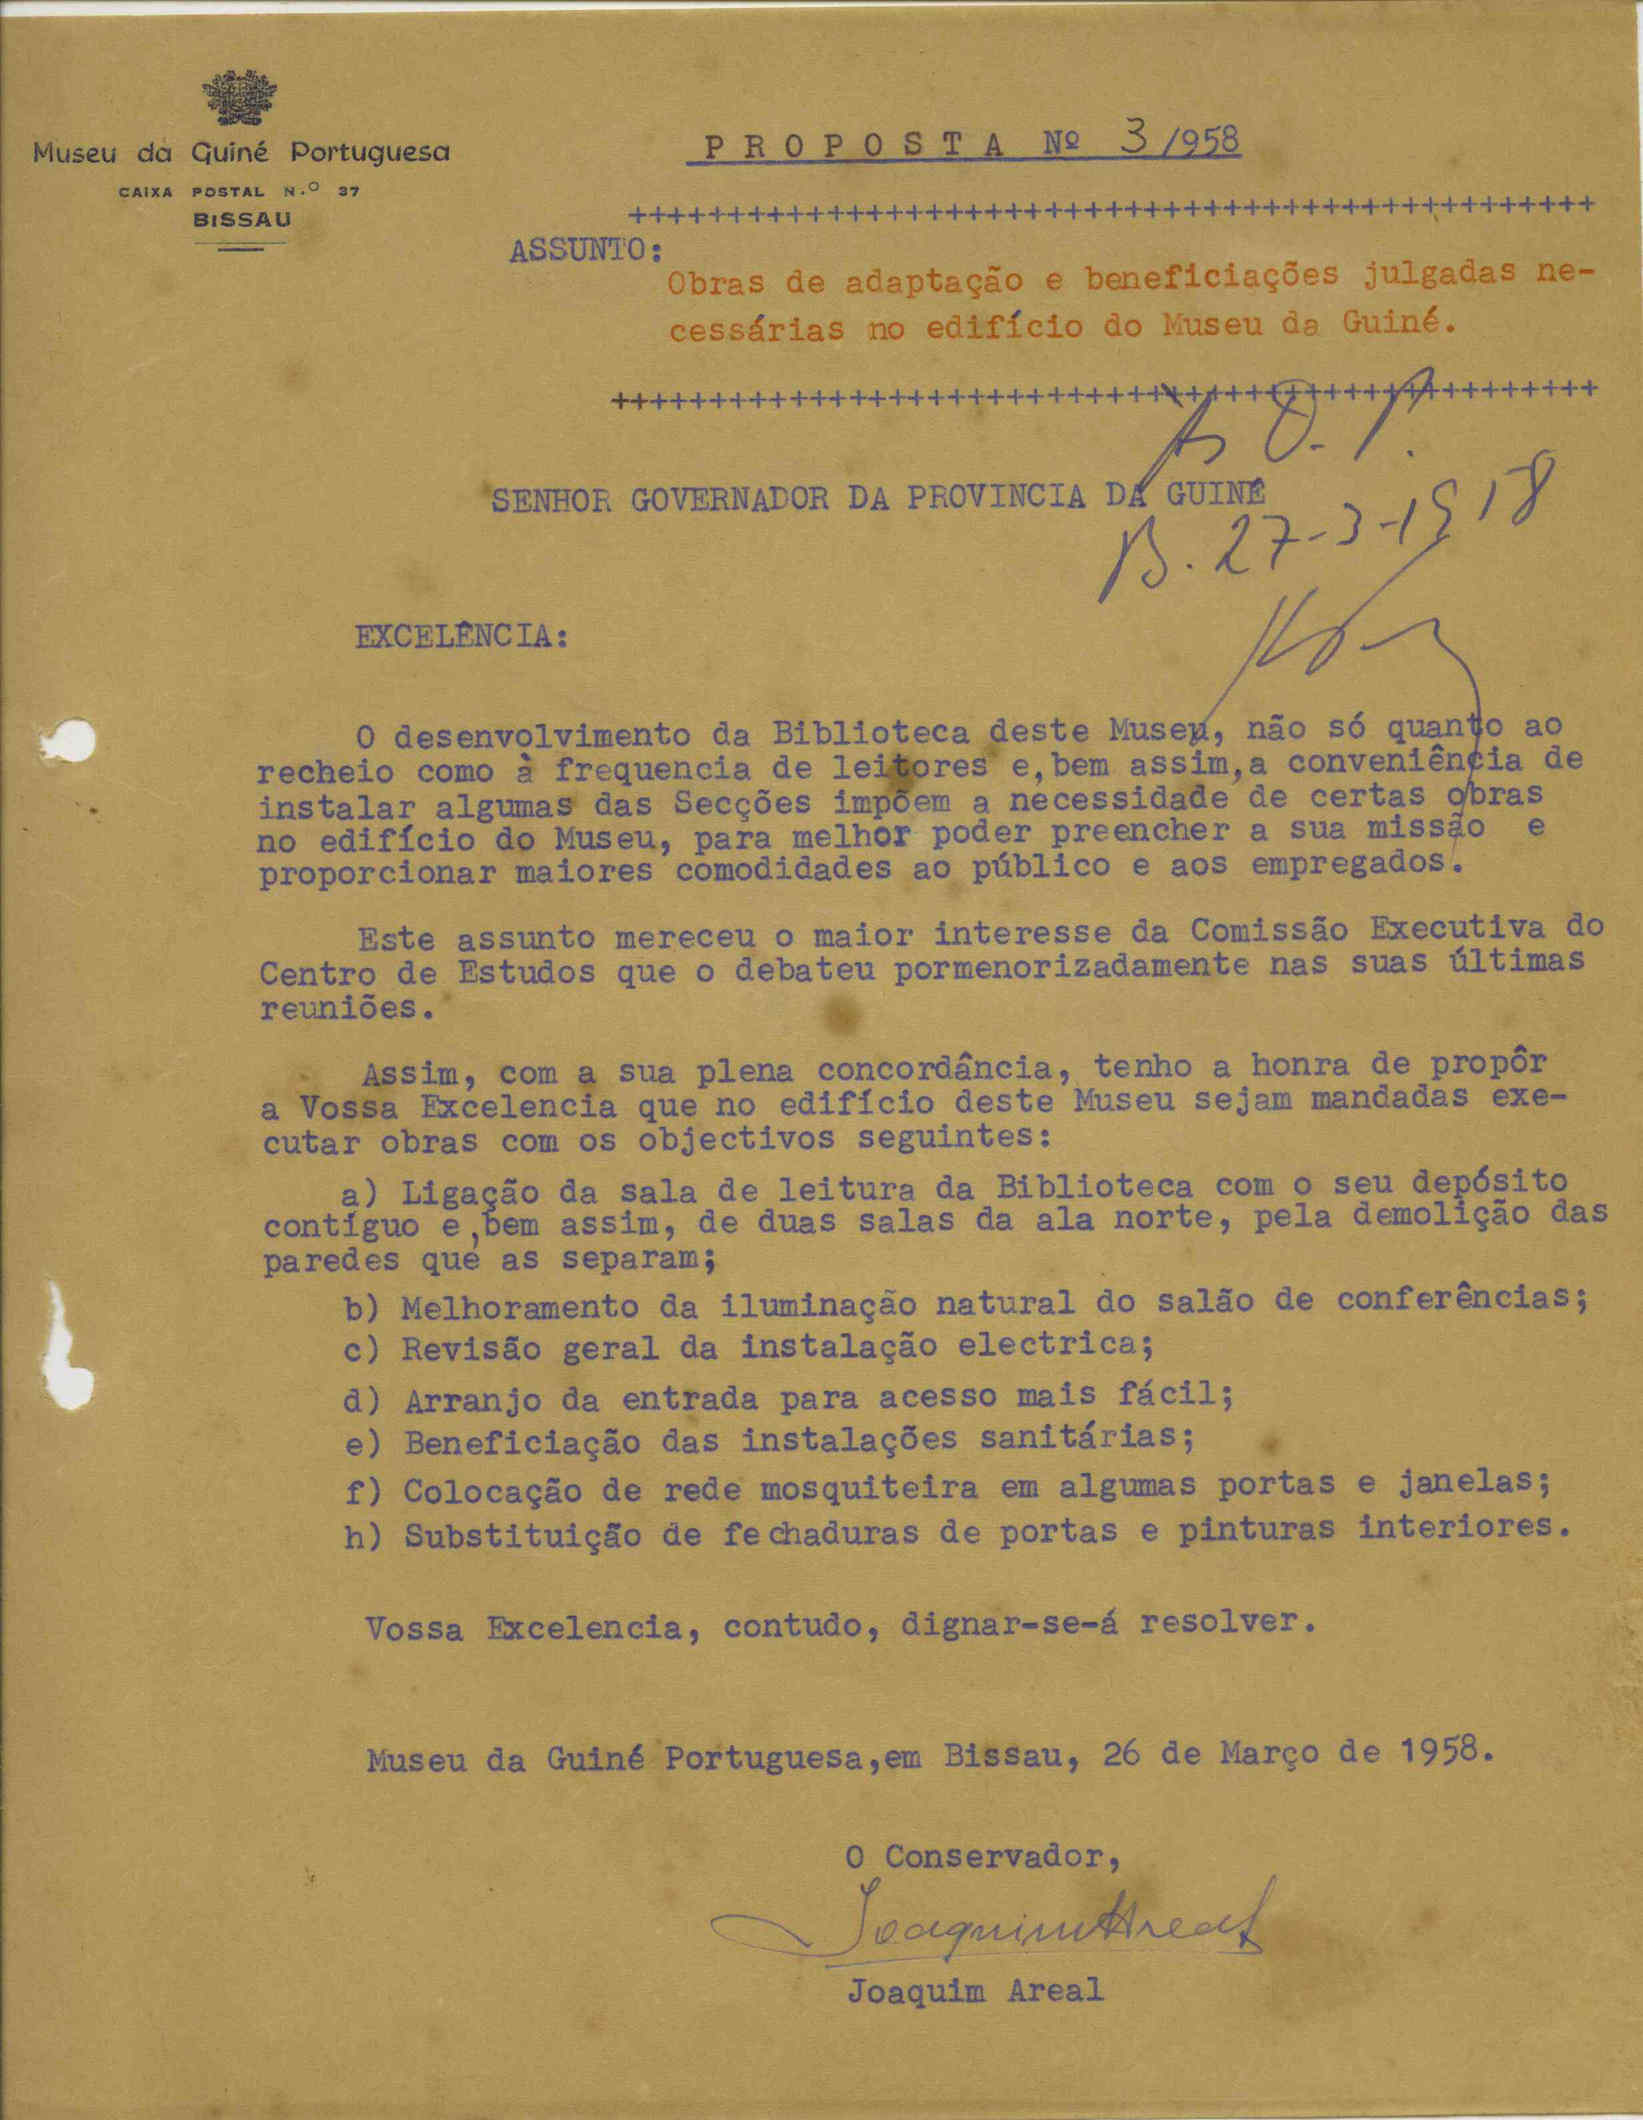 Museu da Guiné Portuguesa
CAIXA POSTAL N.º 37
BISSAU
PROPOSTA Nº 3/958
++++++++++++++++++++++++++++++++++++++++++++++++
ASSUNTO:
Obras de adaptação e beneficiações julgadas ne-
cessárias no edifício do Museu da Guiné.
++++++++++++++++++++++++++++++++++++++++++++++++++
O. P.
SENHOR GOVERNADOR DA PROVINCIA DA GUINÉ
B. 27-3-1958
EXCELÊNCIA:
O desenvolvimento da Biblioteca deste Museu, não só quanto ao
recheio como à frequencia de leitores e,bem assim,a conveniência de
instalar algumas das Secções impõem a necessidade de certas obras
no edifício do Museu, para melhor poder preencher a sua missão e
proporcionar maiores comodidades ao público e aos empregados.
Este assunto mereceu o maior interesse da Comissão Executiva do
Centro de Estudos que o debateu pormenorizadamente nas suas últimas
reuniões.
Assim, com a sua plena concordância, tenho a honra de propôr
a Vossa Excelencia que no edifício deste Museu sejam mandadas exe-
cutar obras com os objectivos seguintes:
a) Ligação da sala de leitura da Biblioteca com o seu depósito
contíguo e,bem assim, de duas salas da ala norte, pela demolição das
paredes que as separam;
b) Melhoramento da iluminação natural do salão de conferências;
c) Revisão geral da instalação electrica;
d) Arranjo da entrada para acesso mais fácil;
e) Beneficiação das instalações sanitárias;
f) Colocação de rede mosquiteira em algumas portas e janelas;
h) Substituição de fechaduras de portas e pinturas interiores.
Vossa Excelencia, contudo, dignar-se-á resolver.
Museu da Guiné Portuguesa,em Bissau, 26 de Março de 1958.
O Conservador,
Joaquim Areal
Joaquim Areal